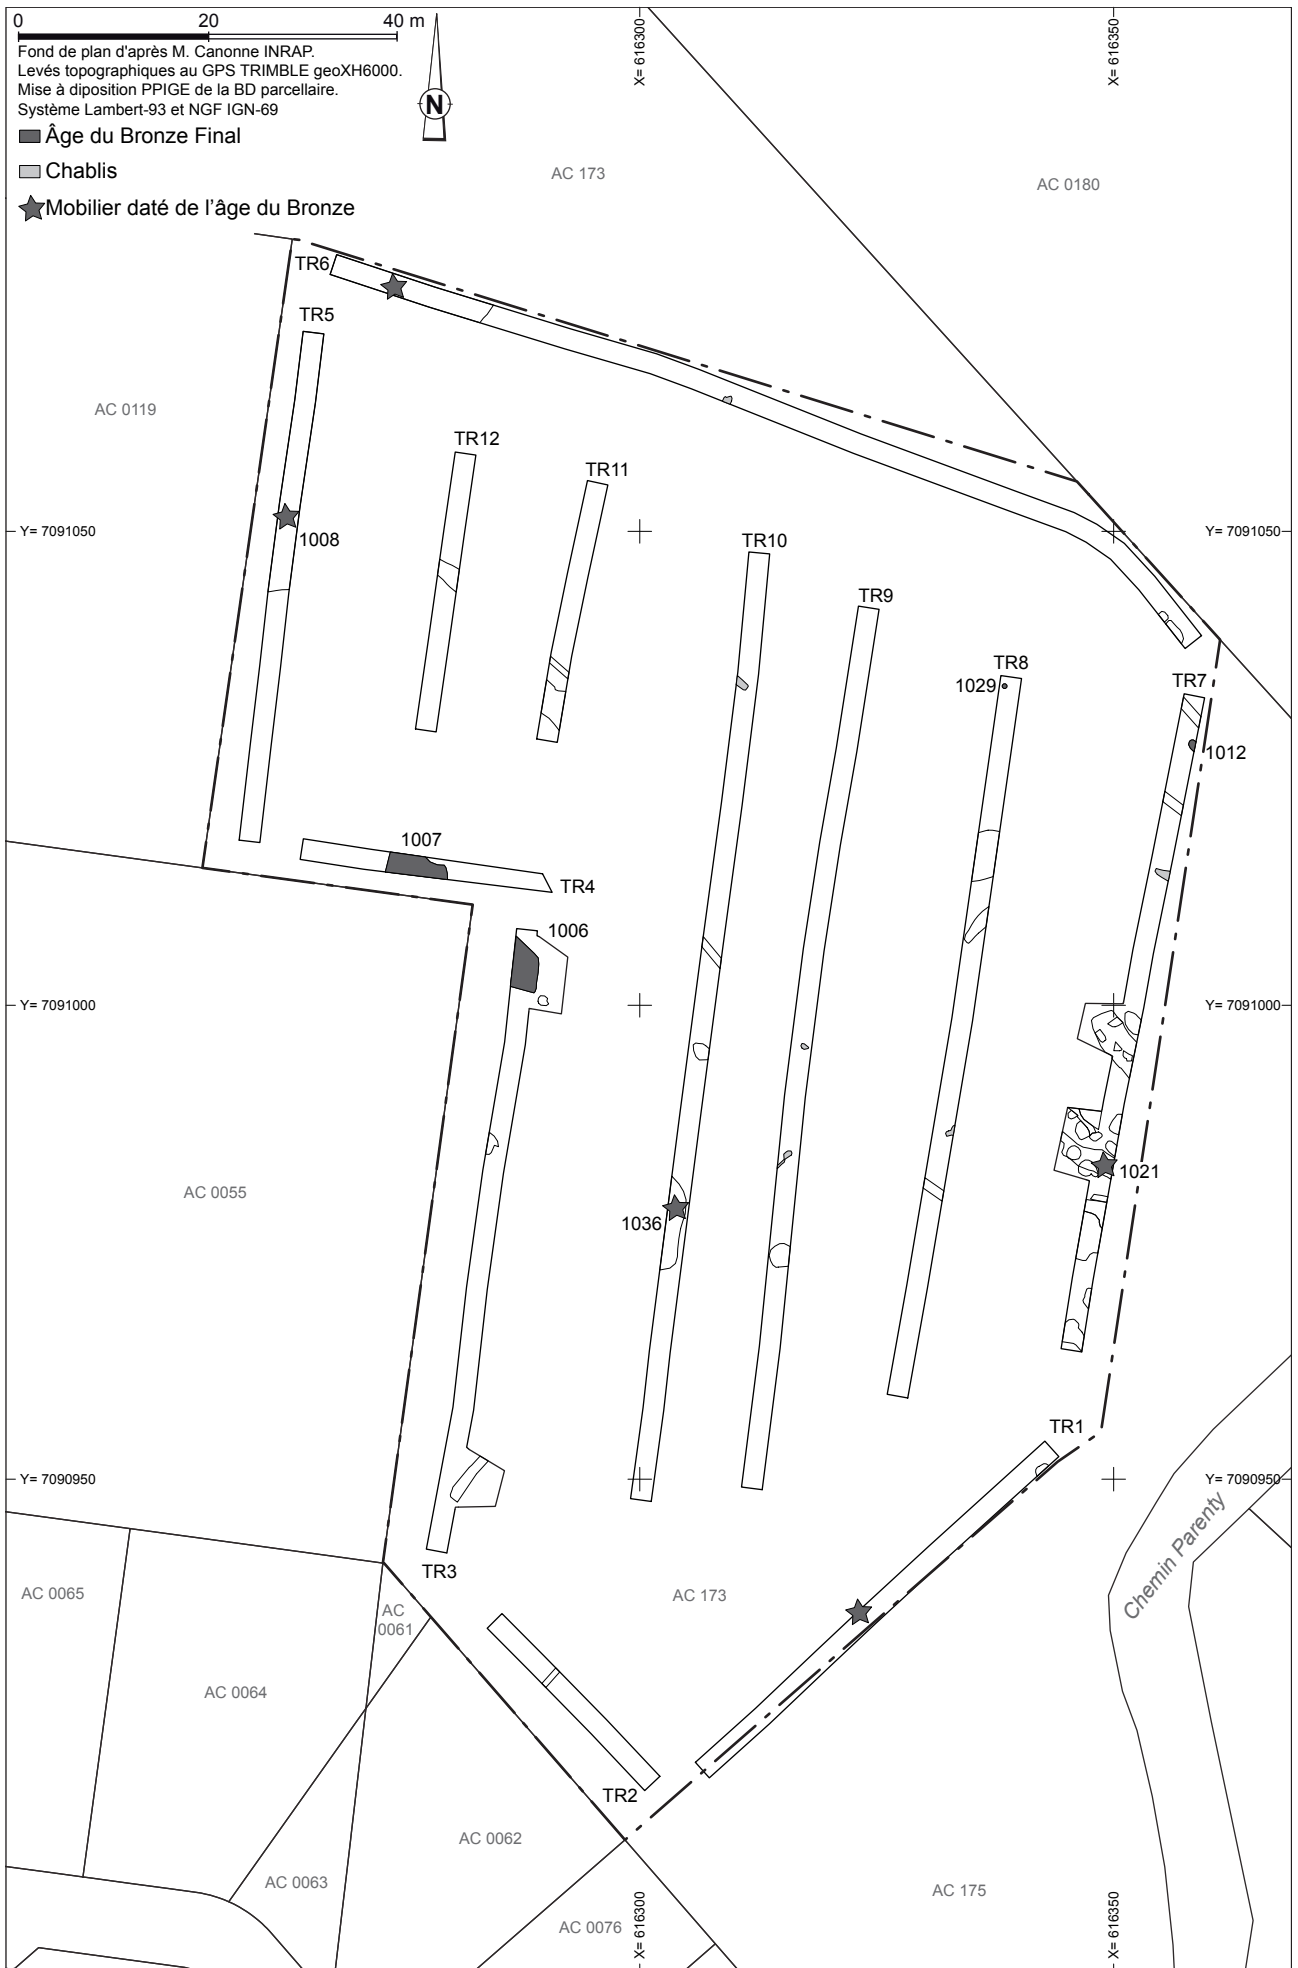 0 20 40 m
Fond de plan d'après M. Canonne INRAP.
Levés topographiques au GPS TRIMBLE geoXH6000.
Mise à diposition PPIGE de la BD parcellaire.
Système Lambert-93 et NGF IGN-69
Âge du Bronze Final
Chablis
Mobilier daté de l'âge du Bronze
N
X= 616300
X= 616350
AC 173
AC 0180
TR6
TR5
AC 0119
TR12
TR11
Y= 7091050
1008
TR10
Y= 7091050
TR9
TR8
1029
TR7
1012
1007
TR4
1006
Y= 7091000
Y= 7091000
AC 0055
1021
1036
TR1
Y= 7090950
Y= 7090950
Chemin Parenty
TR3
AC 0065
AC
0061
AC 173
AC 0064
TR2
AC 0062
AC 0063
AC 175
AC 0076
X= 616300
X= 616350